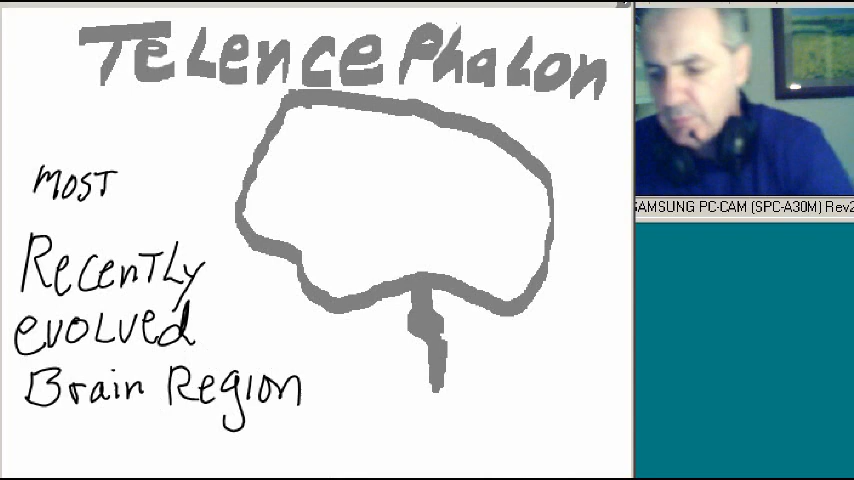 TeLencePhaLon
MOST
RecenTLy
evoLved
Brain Region
SAMSUNG PC-CAM (SPC-A30M) Rev2